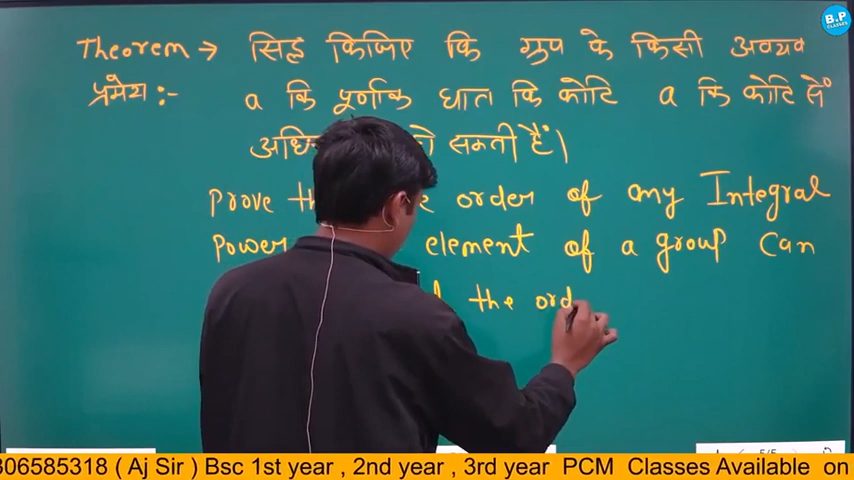 B.P
CLASSES
Theorem → सिद्ध किजिए कि ग्रुप के किसी अवयव
प्रमेय :- a कि पूर्णांक घात कि कोटि a कि कोटि से
सकती हैं।
Prove order of any Integral
Power element of a group Can
the ord
306585318 ( Aj Sir ) Bsc 1st year , 2nd year , 3rd year PCM Classes Available on